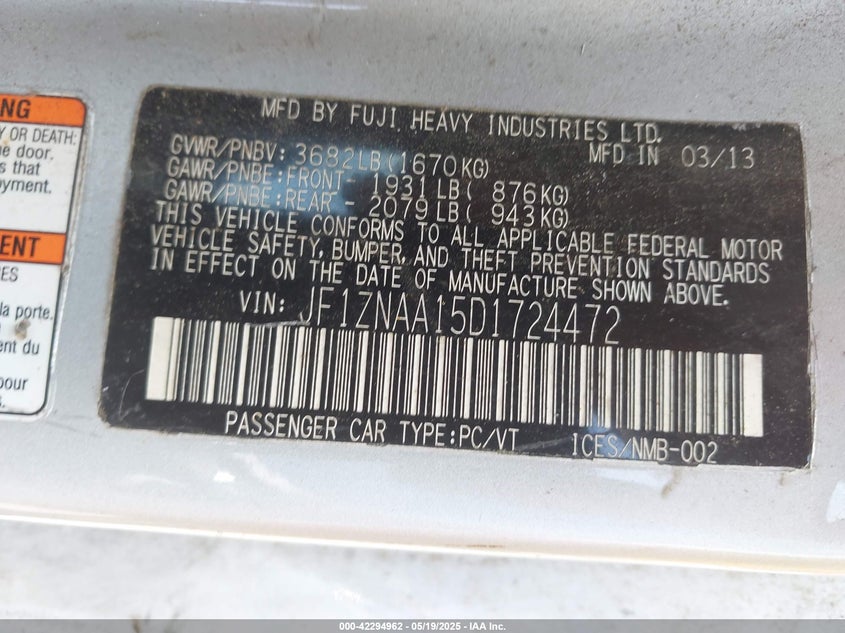 NG
Y OR DEATH:
e door.
s that
oyment.
ENT
ES
la porte.
ent du
pour
MFD BY FUJI HEAVY INDUSTRIES LTD.
GVWR/PNBV: 3682LB(1670KG) MFD IN 03/13
GAWR/PNBE:FRONT- 1931LB( 876KG)
GAWR/PNBE:REAR - 2079LB( 943KG)
THIS VEHICLE CONFORMS TO ALL APPLICABLE FEDERAL MOTOR
VEHICLE SAFETY, BUMPER, AND THEFT PREVENTION STANDARDS
IN EFFECT ON THE DATE OF MANUFACTURE SHOWN ABOVE.
VIN: JF1ZNAA15D1724472
PASSENGER CAR TYPE:PC/VT ICES/NMB-002
000-42294962 - 05/19/2025 - IAA Inc.